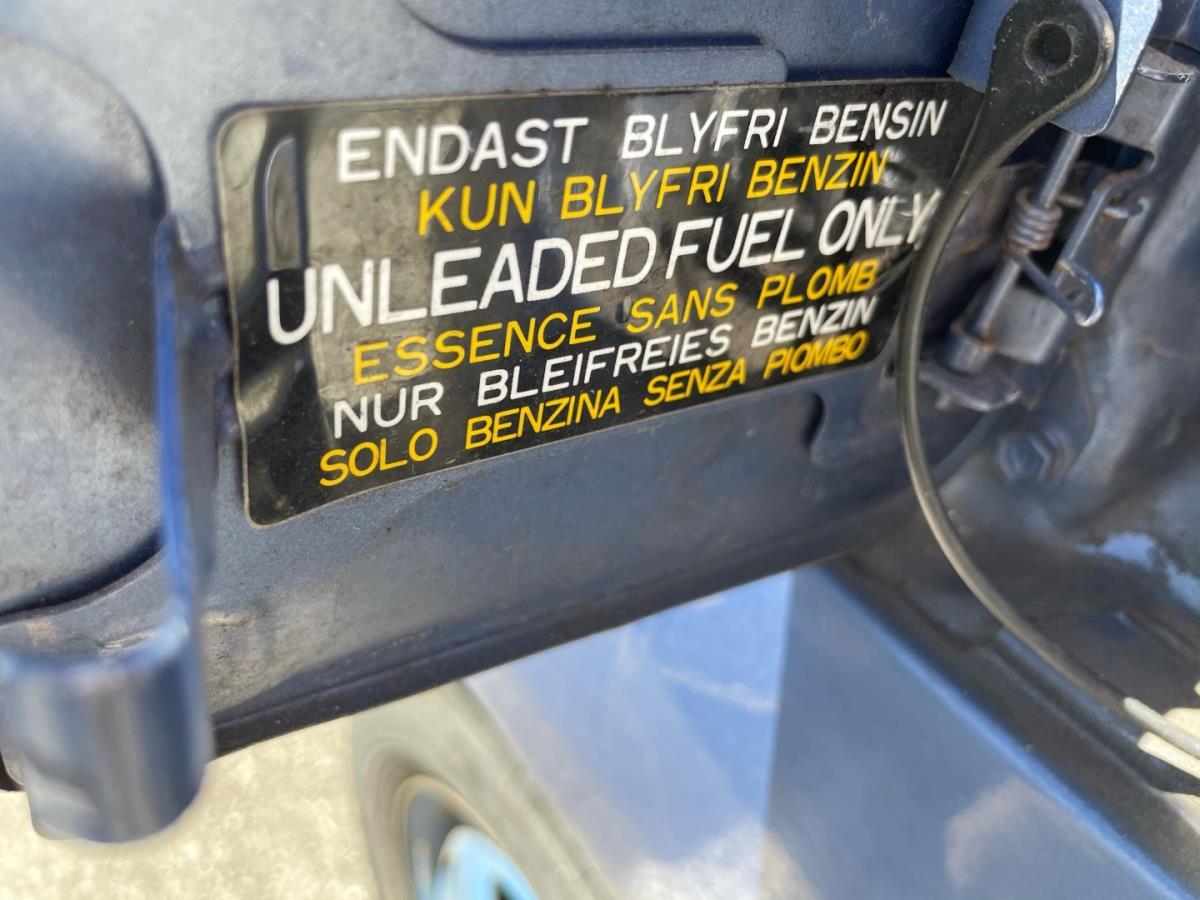 ENDAST BLYFRI BENSIN
KUN BLYFRI BENZIN
UNLEADED FUEL ONLY
ESSENCE SANS PLOMB
NUR BLEIFREIES BENZIN
SOLO BENZINA SENZA PIOMBO